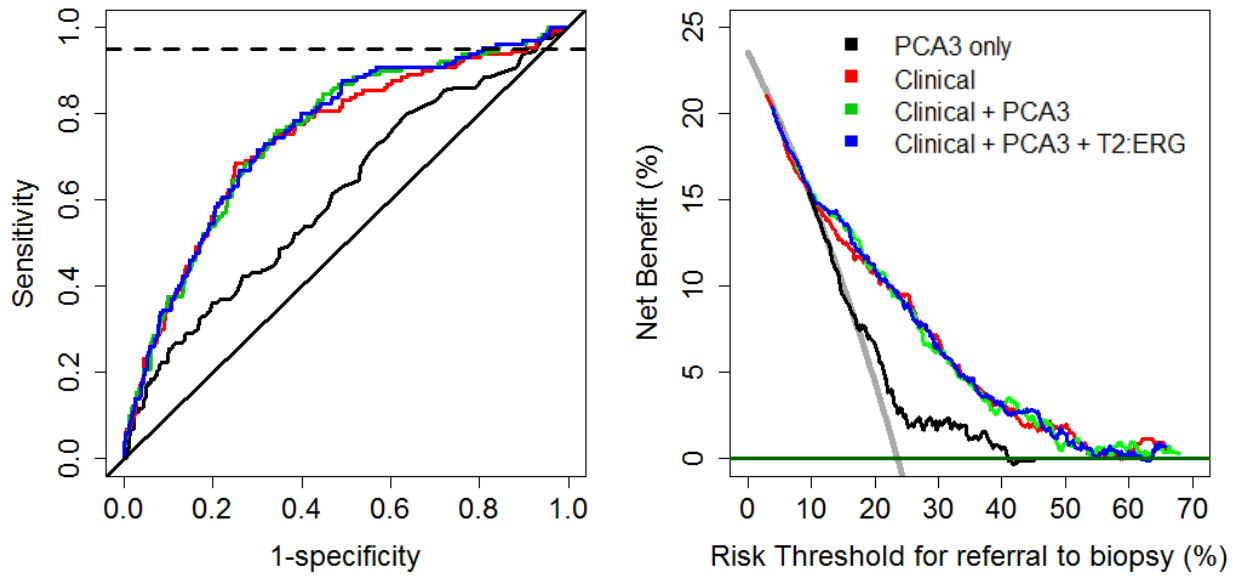 Sensitivity
0.0 0.2 0.4 0.6 0.8 1.0
0.0 0.2 0.4 0.6 0.8 1.0
1-specificity
Net Benefit (%)
0 5 10 15 20 25
PCA3 only
Clinical
Clinical + PCA3
Clinical + PCA3 + T2:ERG
0 10 20 30 40 50 60 70
Risk Threshold for referral to biopsy (%)